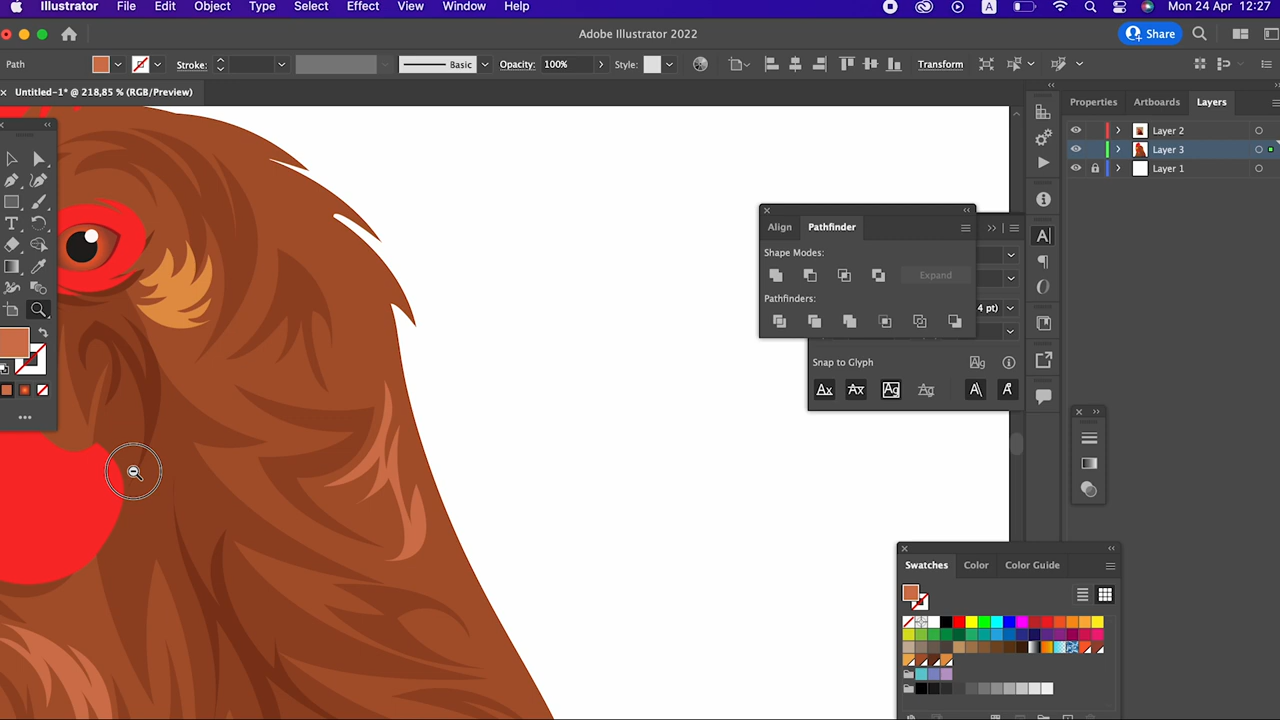 Illustrator File Edit Object Type Select Effect View Window Help A Mon 24 Apr 12:27
Adobe Illustrator 2022 Share
Path Stroke: Basic Opacity: 100% Style: Transform
× Untitled-1* @ 218,85 % (RGB/Preview)
Properties Artboards Layers
Layer 2
Layer 3
Layer 1
Align Pathfinder
Shape Modes:
Expand
Pathfinders:
4 pt)
Snap to Glyph
Swatches Color Color Guide